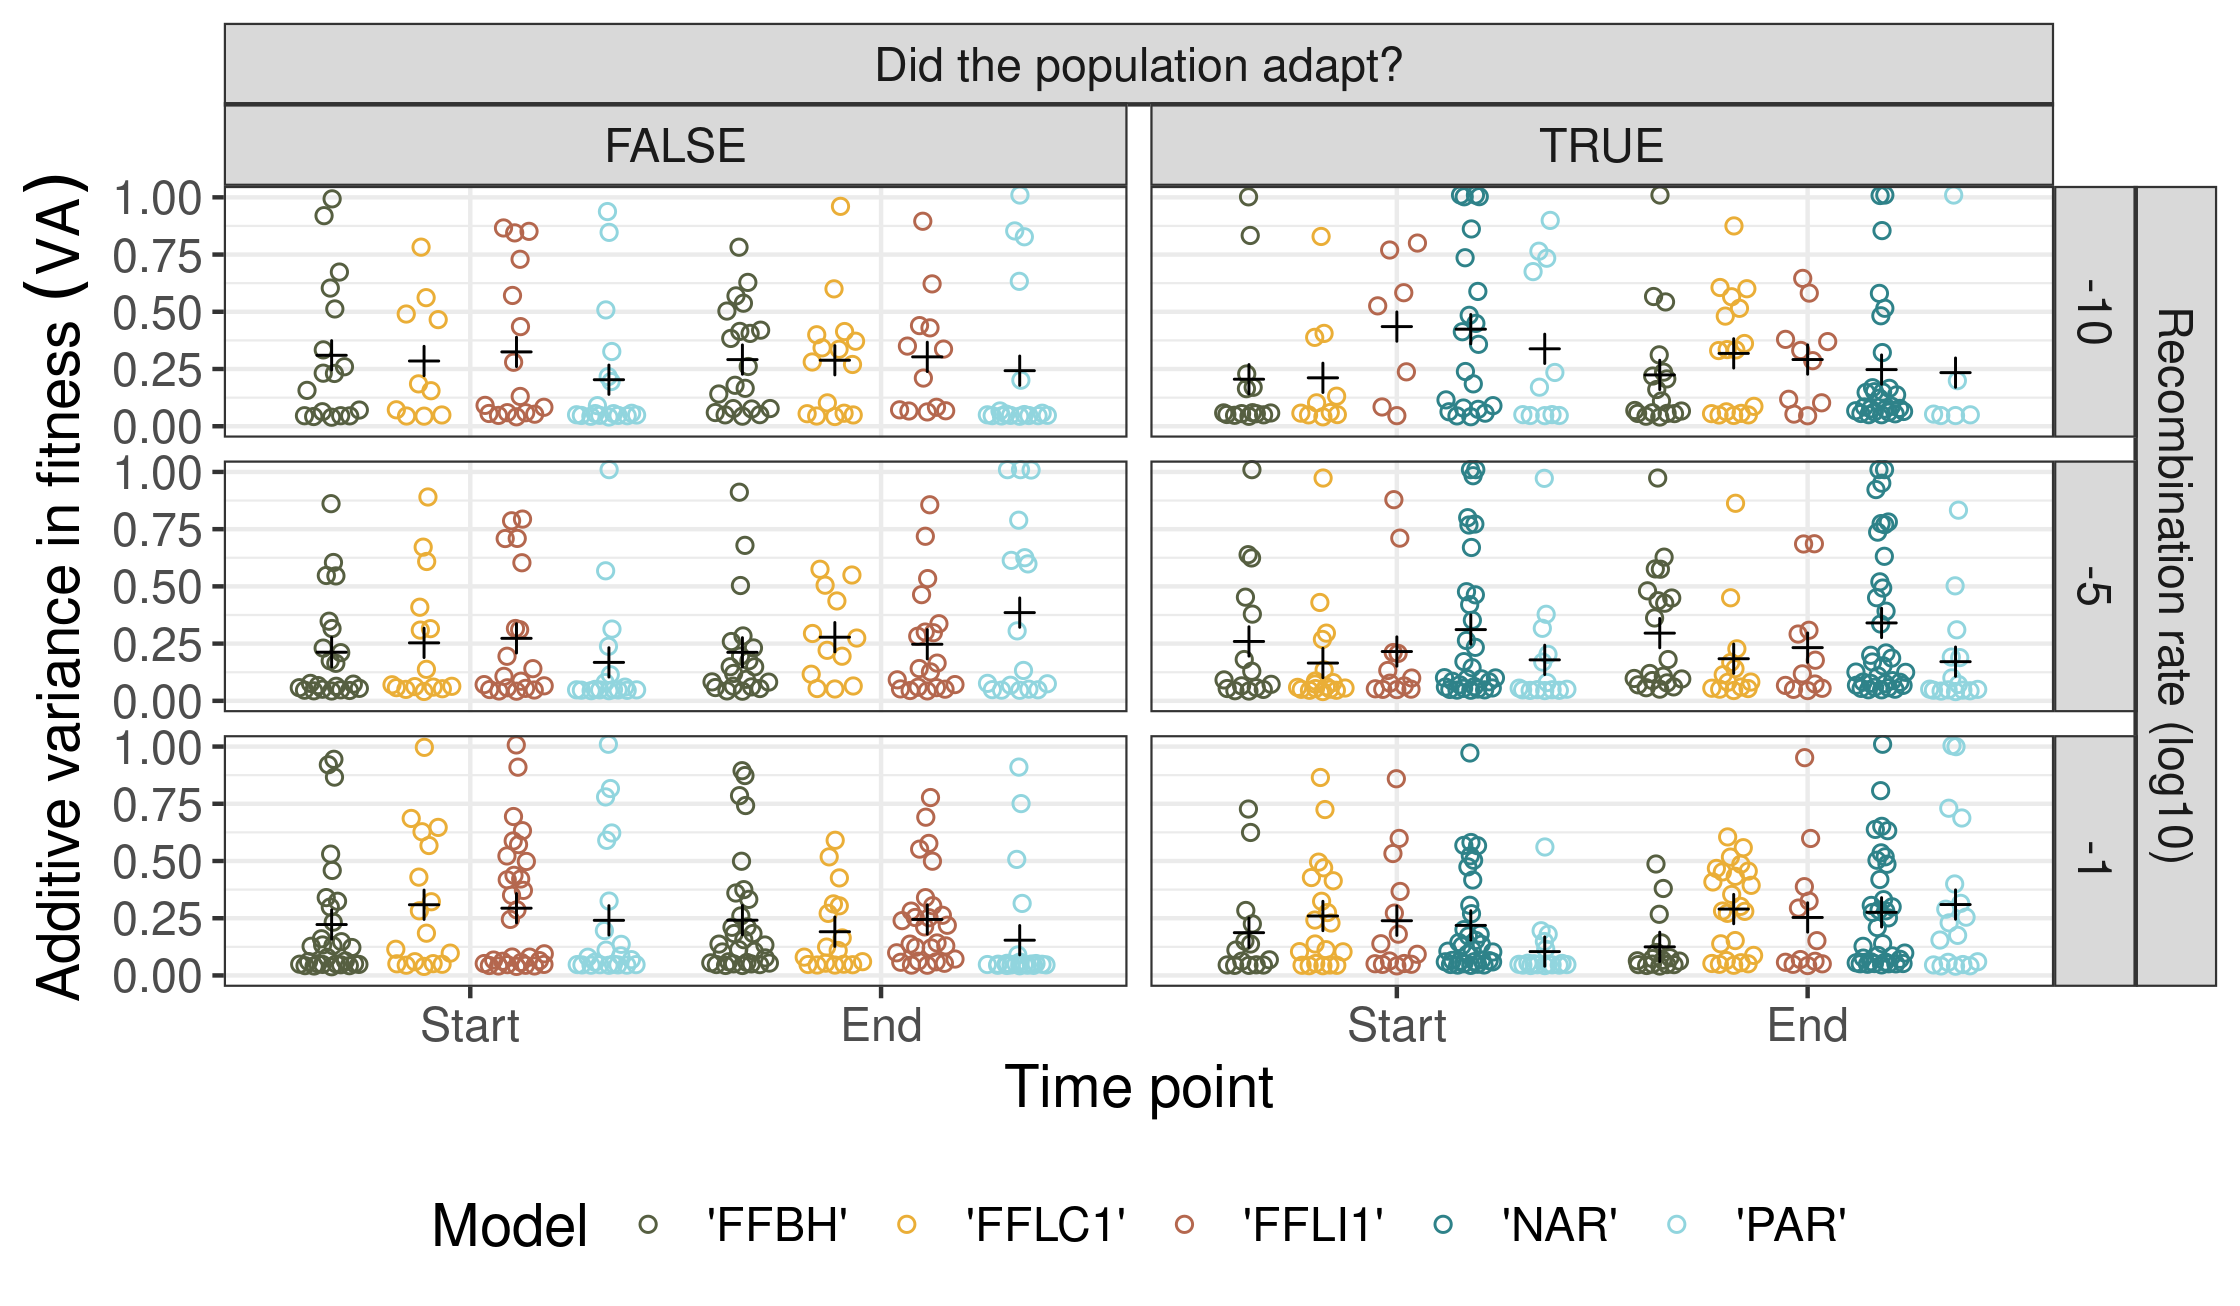 Did the population adapt?
FALSE
TRUE
Additive variance in fitness (VA)
1.00
0.75
0.50
0.25
0.00
-10
1.00
0.75
0.50
0.25
0.00
-5
1.00
0.75
0.50
0.25
0.00
-1
Recombination rate (log10)
Start
End
Start
End
Time point
Model
'FFBH'
'FFLC1'
'FFLI1'
'NAR'
'PAR'